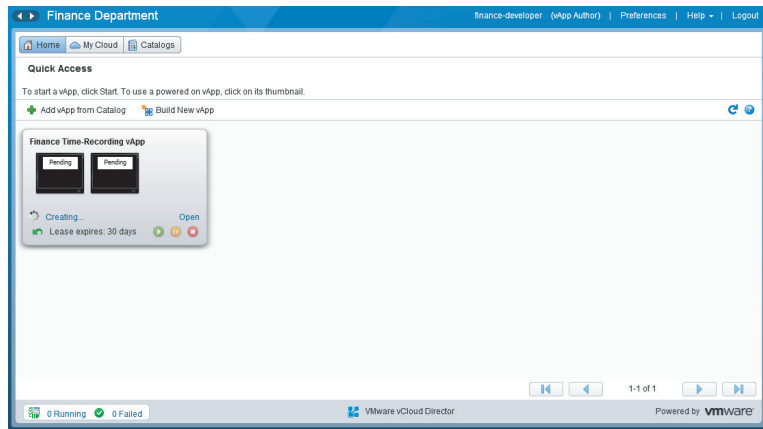 Finance Department
finance-developer (vApp Author) | Preferences | Help | Logout
Home My Cloud Catalogs
Quick Access
To start a vApp, click Start. To use a powered on vApp, click on its thumbnail.
Add vApp from Catalog Build New vApp
Finance Time-Recording vApp
Pending Pending
Creating... Open
Lease expires: 30 days
1-1 of 1
0 Running 0 Failed VMware vCloud Director Powered by vmware